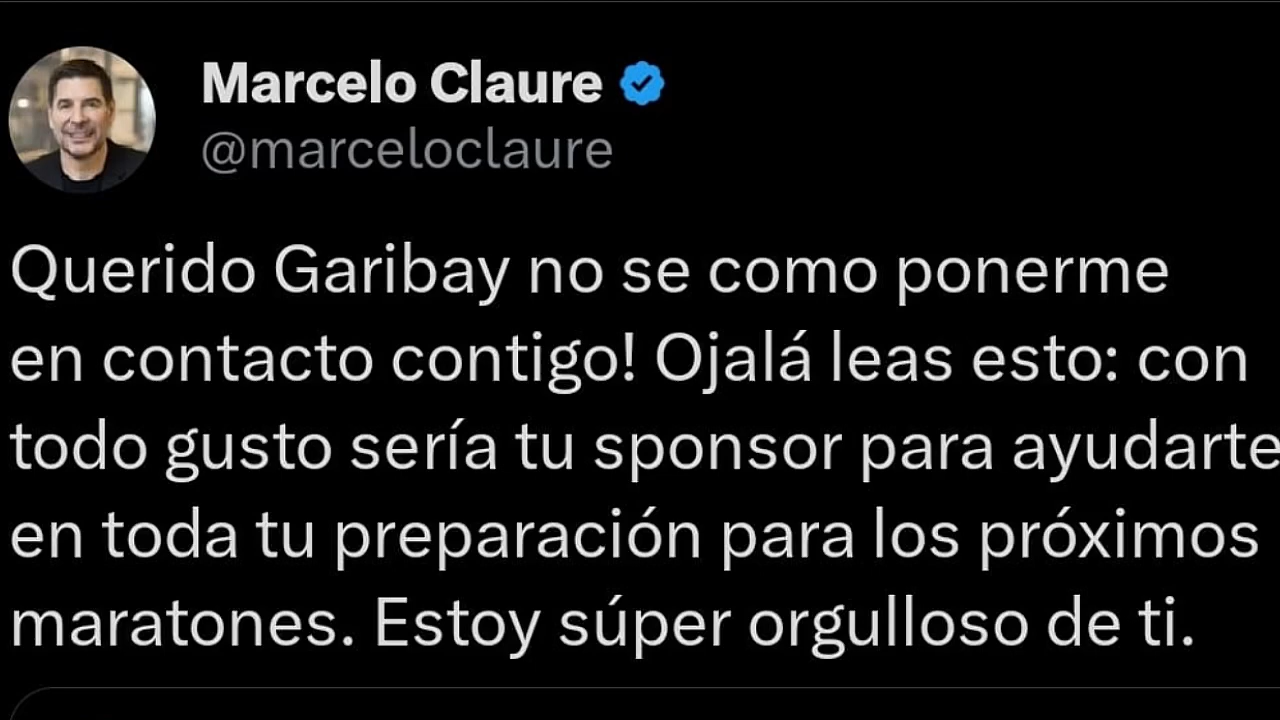 Marcelo Claure
@marceloclaure
Querido Garibay no se como ponerme
en contacto contigo! Ojalá leas esto: con
todo gusto sería tu sponsor para ayudarte
en toda tu preparación para los próximos
maratones. Estoy súper orgulloso de ti.